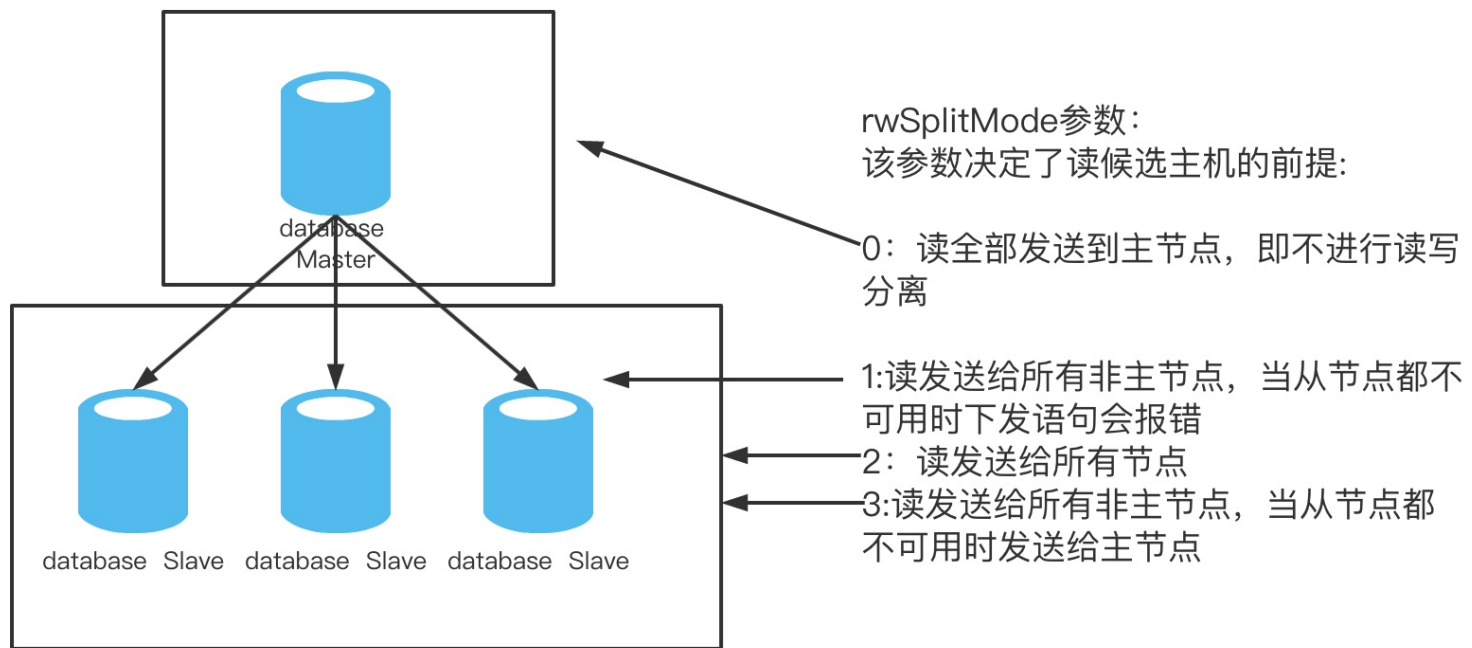 database
Master
database Slave
database Slave
database Slave
rwSplitMode参数：
该参数决定了读候选主机的前提:
0：读全部发送到主节点，即不进行读写
分离
1:读发送给所有非主节点，当从节点都不
可用时下发语句会报错
2：读发送给所有节点
3:读发送给所有非主节点，当从节点都
不可用时发送给主节点